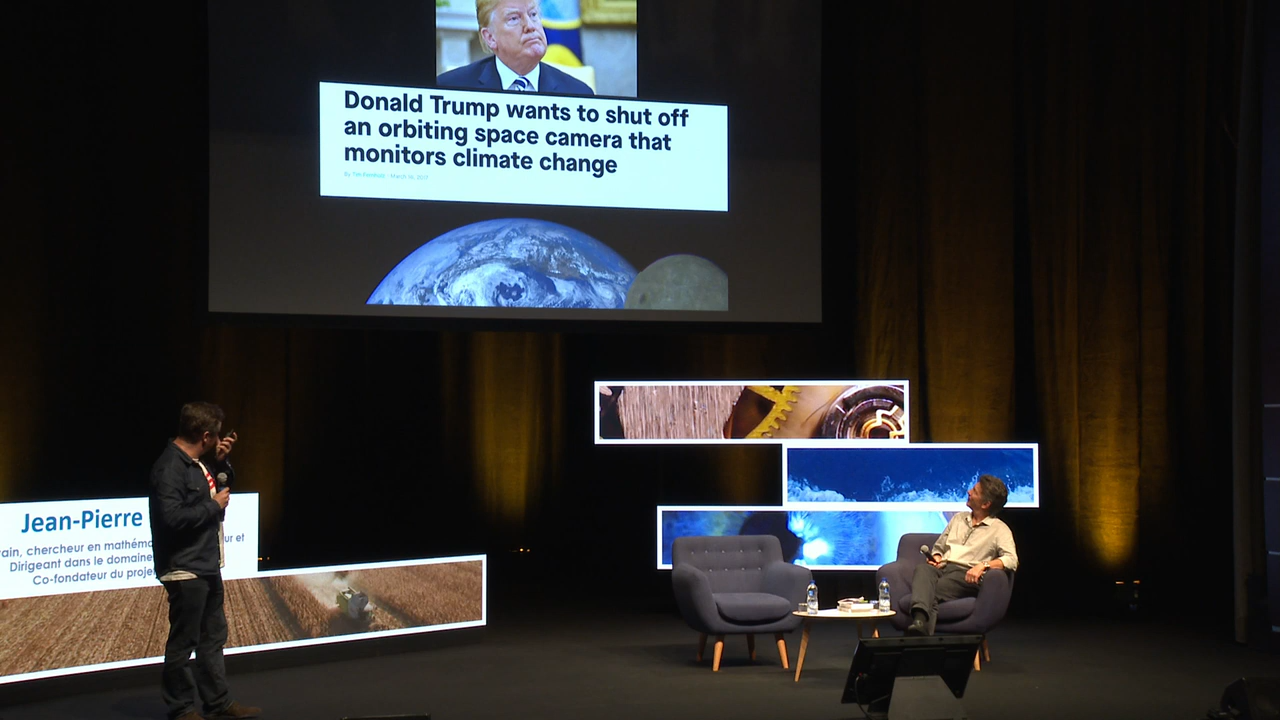 Donald Trump wants to shut off
an orbiting space camera that
monitors climate change
Jean-Pierre
ain, chercheur en mathéma ur et
Dirigeant dans le domaine
Co-fondateur du proje